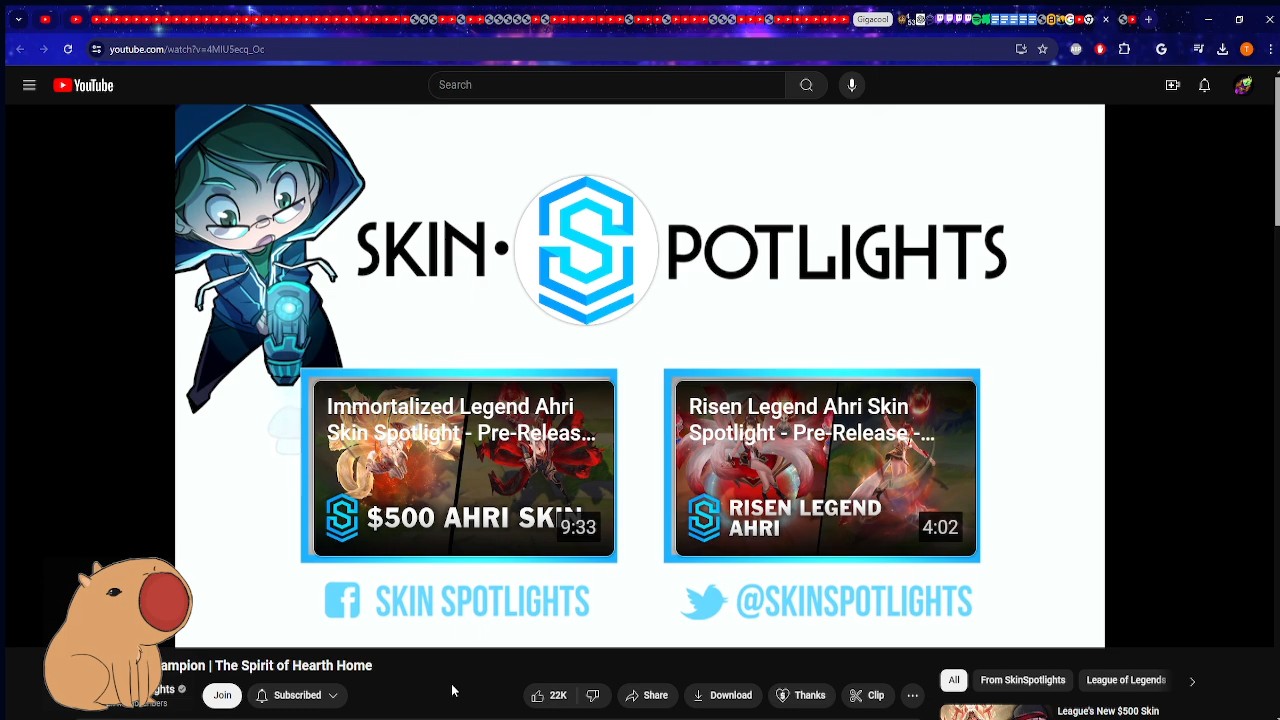 Gigacool
youtube.com/watch?v=4MIU5ecq_Oc
YouTube
Search
SKIN • SPOTLIGHTS
Immortalized Legend Ahri
Skin Spotlight - Pre-Releas...
$500 AHRI SKIN
9:33
Risen Legend Ahri Skin
Spotlight - Pre-Release -...
RISEN LEGEND
AHRI
4:02
SKIN SPOTLIGHTS
@SKINSPOTLIGHTS
ampion | The Spirit of Hearth Home
ghts
Join
Subscribed
22K
Share
Download
Thanks
Clip
All
From SkinSpotlights
League of Legends
League's New $500 Skin